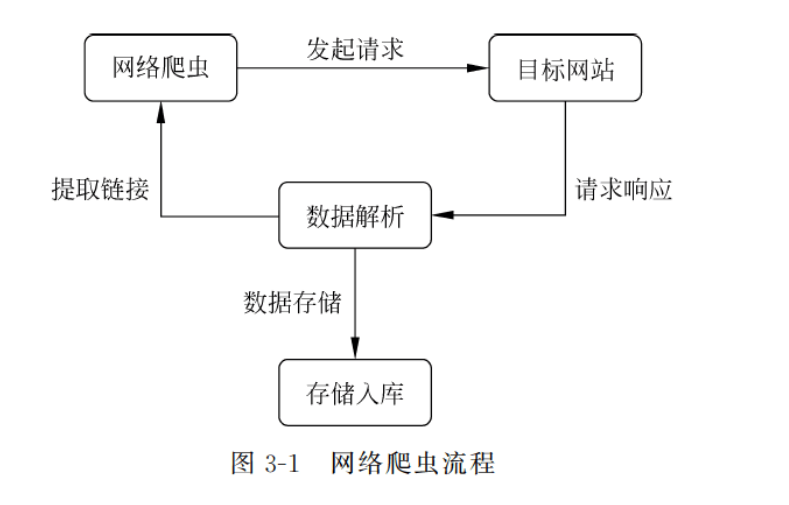 发起请求
网络爬虫
目标网站
提取链接
请求响应
数据解析
数据存储
存储入库
图 3-1 网络爬虫流程